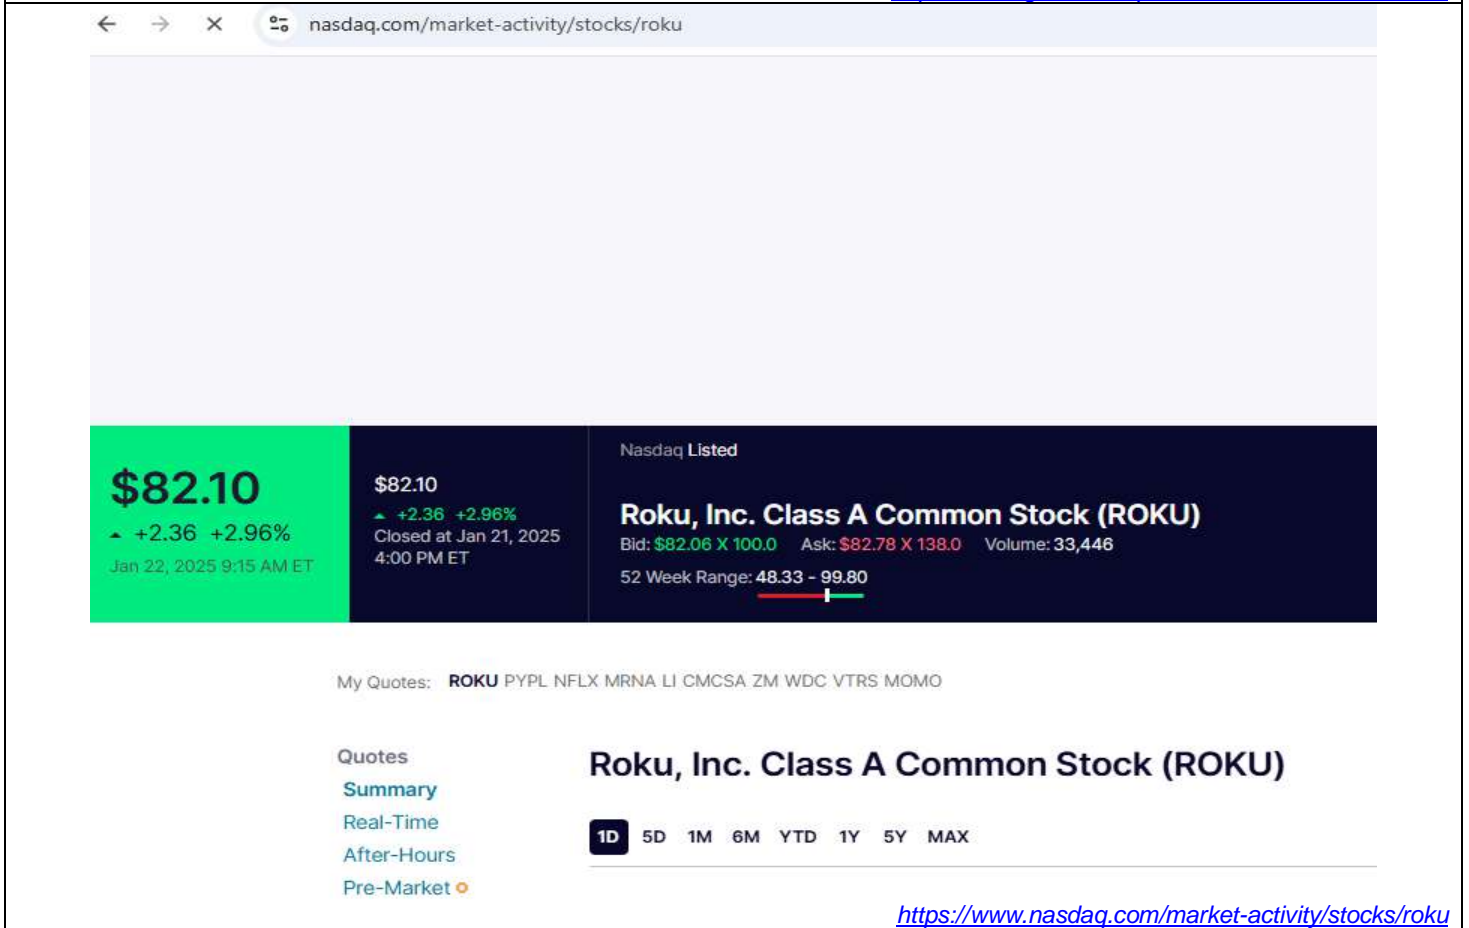 nasdaq.com/market-activity/stocks/roku
$82.10
+2.36 +2.96%
Jan 22, 2025 9:15 AM ET
$82.10
+2.36 +2.96%
Closed at Jan 21, 2025
4:00 PM ET
Nasdaq Listed
Roku, Inc. Class A Common Stock (ROKU)
Bid: $82.06 X 100.0 Ask: $82.78 X 138.0 Volume: 33,446
52 Week Range: 48.33 - 99.80
My Quotes: ROKU PYPL NFLX MRNA LI CMCSA ZM WDC VTRS MOMO
Quotes
Summary
Real-Time
After-Hours
Pre-Market
Roku, Inc. Class A Common Stock (ROKU)
1D 5D 1M 6M YTD 1Y 5Y MAX
https://www.nasdaq.com/market-activity/stocks/roku